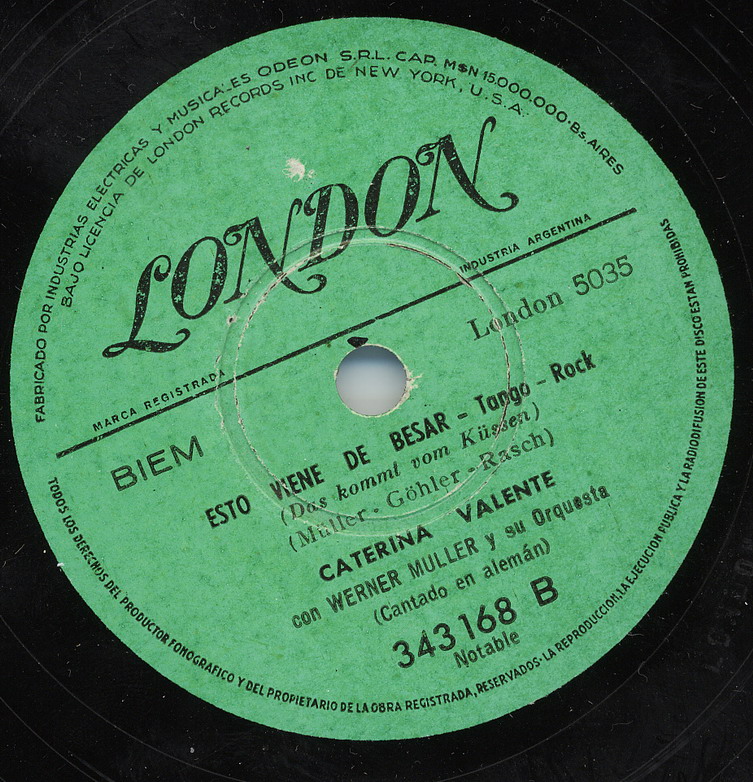 FABRICADO POR INDUSTRIAS ELECTRICAS Y MUSICALES ODEON S.R.L. CAP. M$N 15.000.000-Bs. AIRES
BAJO LICENCIA DE LONDON RECORDS INC DE NEW YORK, U.S.A.
LONDON
MARCA REGISTRADA
INDUSTRIA ARGENTINA
London 5035
BIEM
ESTO VIENE DE BESAR - Tango - Rock
(Das kommt vom Küssen)
(Müller - Göhler - Rasch)
CATERINA VALENTE
con WERNER MULLER y su Orquesta
(Cantado en alemán)
343168 B
Notable
TODOS LOS DERECHOS DEL PRODUCTOR FONOGRAFICO Y DEL PROPIETARIO DE LA OBRA REGISTRADA, RESERVADOS-LA REPRODUCCION, LA EJECUCION PUBLICA Y LA RADIODIFUSION DE ESTE DISCO ESTAN PROHIBIDAS